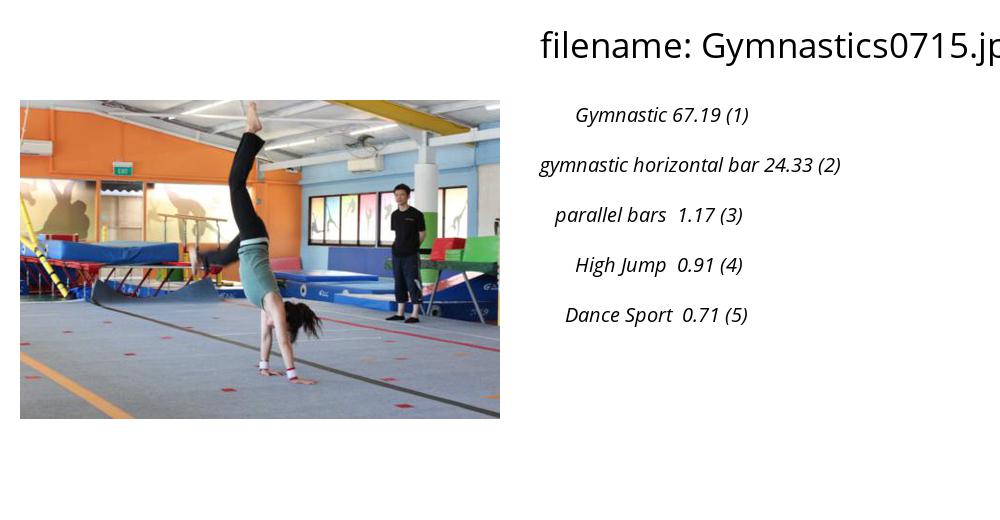 filename: Gymnastics0715.jp
Gymnastic 67.19 (1)
gymnastic horizontal bar 24.33 (2)
parallel bars 1.17 (3)
High Jump 0.91 (4)
Dance Sport 0.71 (5)
EXIT